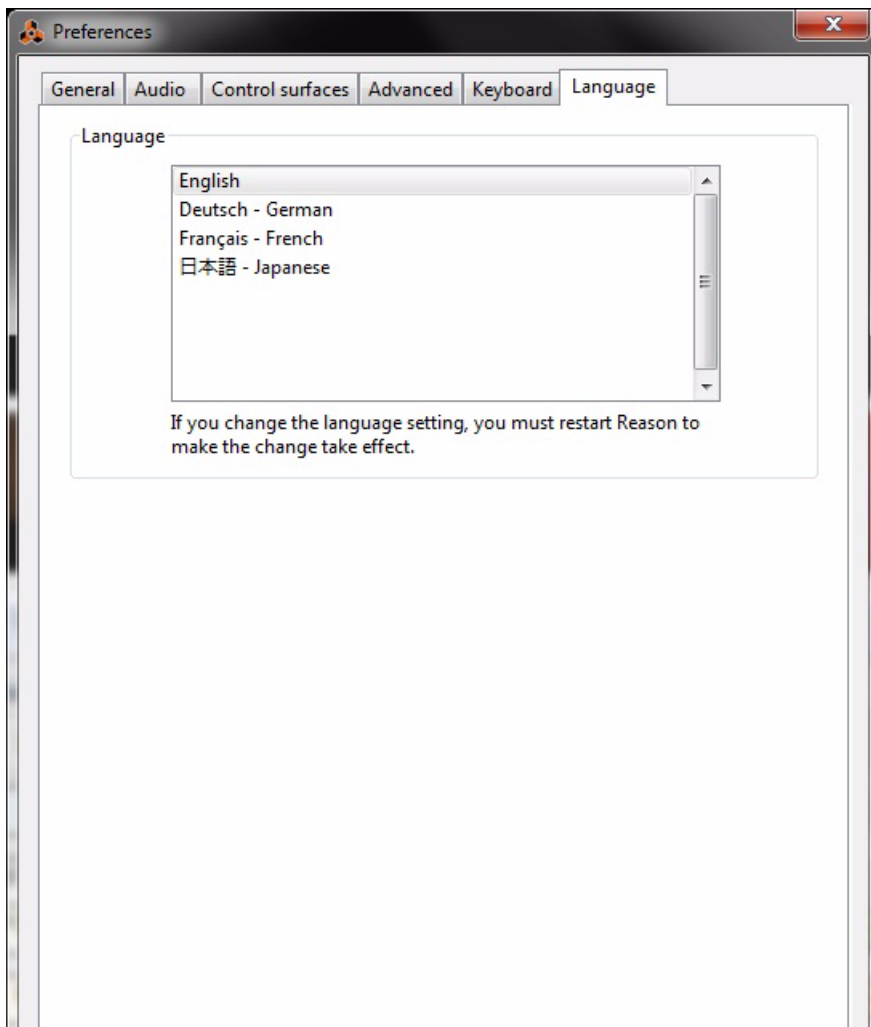 Preferences
General Audio Control surfaces Advanced Keyboard Language
Language
English
Deutsch - German
Français - French
日本語 - Japanese
If you change the language setting, you must restart Reason to
make the change take effect.